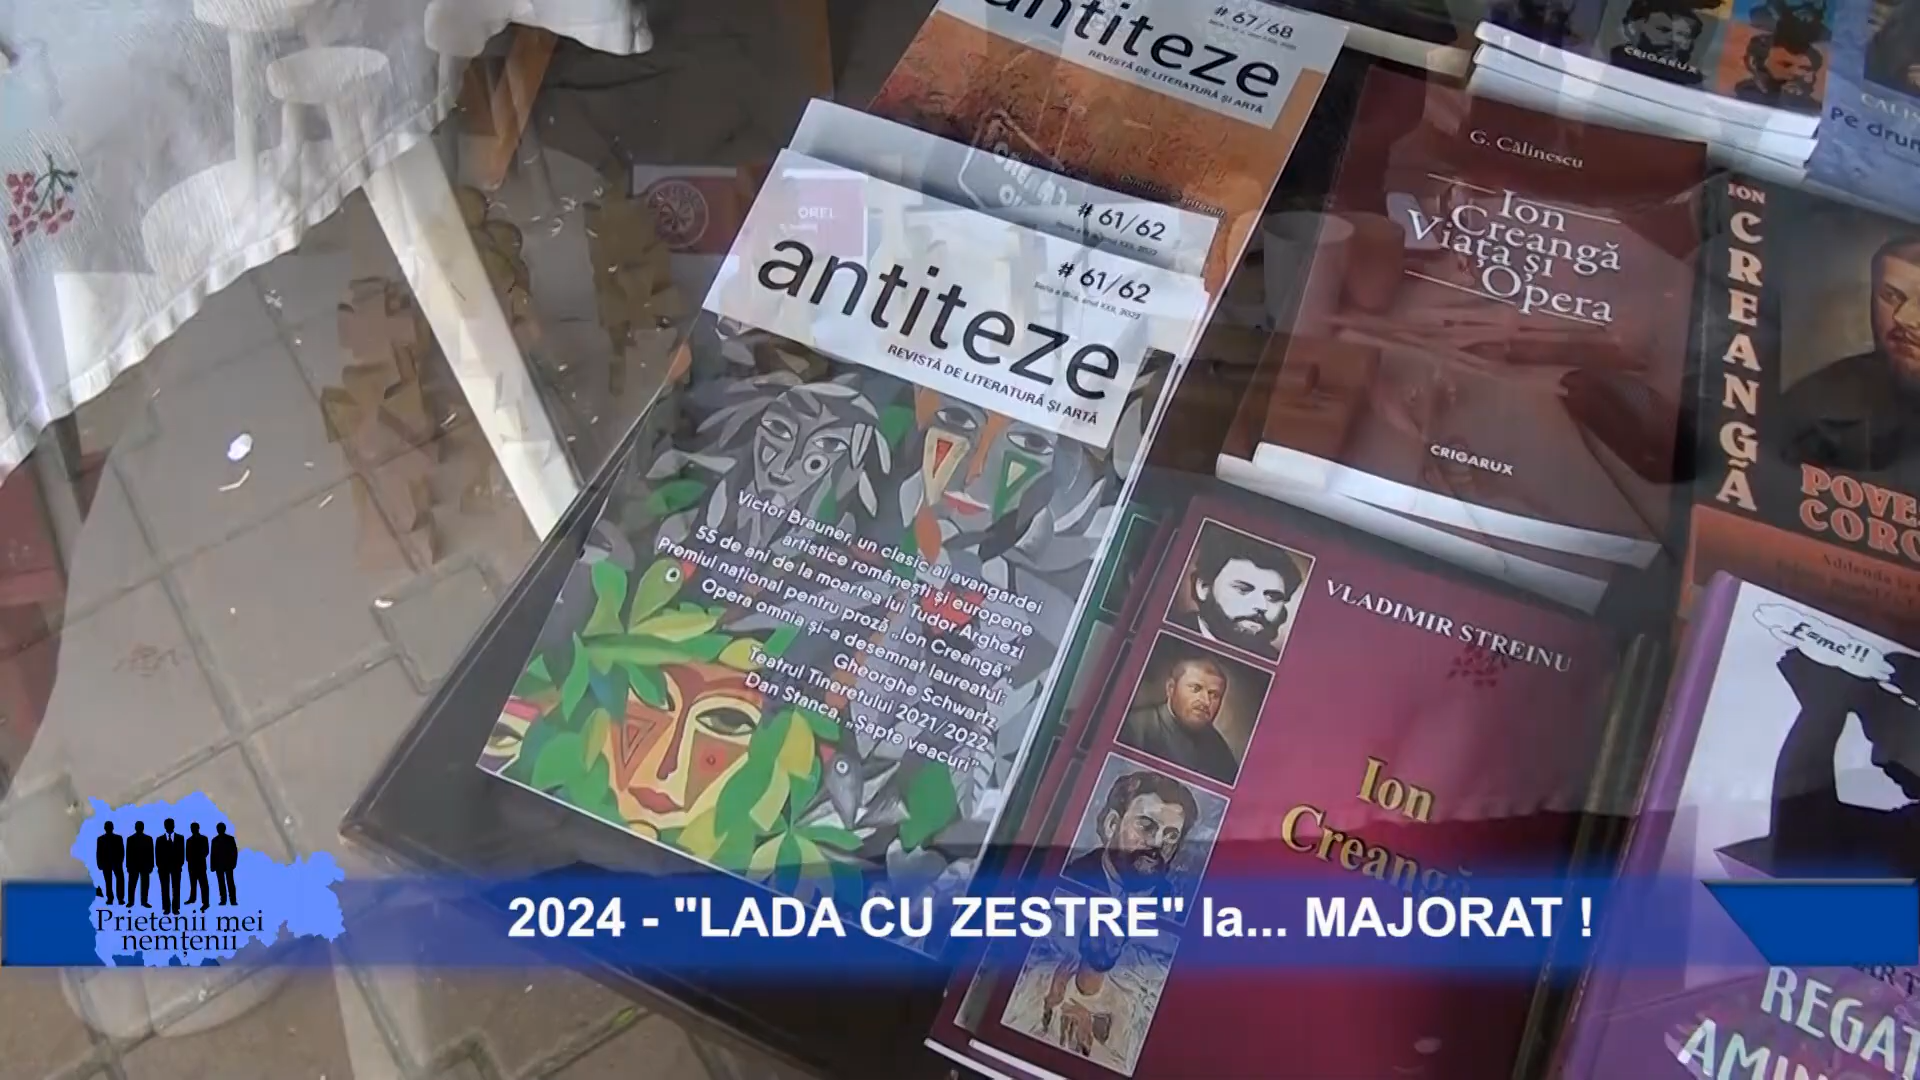 # 67/68
antiteze
REVISTĂ DE LITERATURĂ ȘI ARTĂ
CRIGARUX
Pe drum
# 61/62
OREL
# 61/62
antiteze
REVISTĂ DE LITERATURĂ ȘI ARTĂ
Victor Brauner, un clasic al avangardei
artistice românești și europene
55 de ani de la moartea lui Tudor Arghezi
Premiul național pentru proză „Ion Creangă”,
Opera omnia și-a desemnat laureatul:
Gheorghe Schwartz
Teatrul Tineretului 2021/2022
Dan Stanca, „Șapte veacuri”
G. Călinescu
Ion
Creangă
Viața și
Opera
CRIGARUX
ION
CREANGĂ
POVE
CORO
VLADIMIR STREINU
Ion
Creangă
E=mc²!!
REGAT
AMIN
Prietenii mei
nemțenii
2024 - "LADA CU ZESTRE" la... MAJORAT !